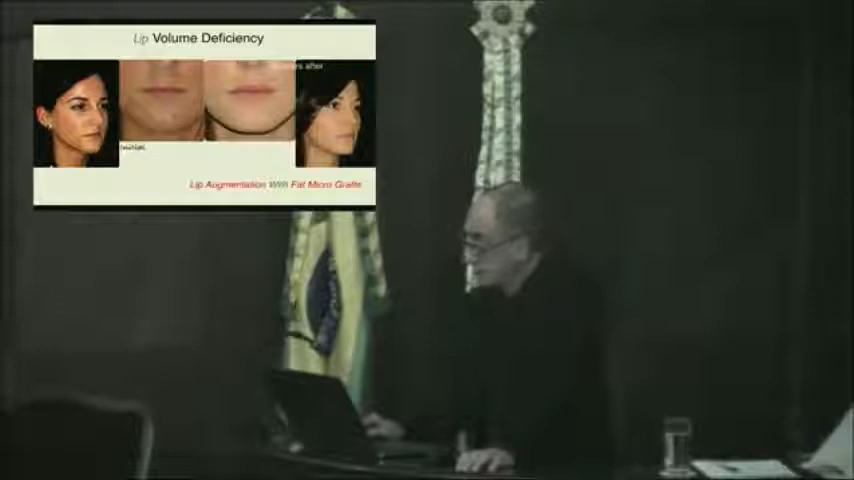 Lip Volume Deficiency
after
Lip Augmentation With Fat Micro Grafts